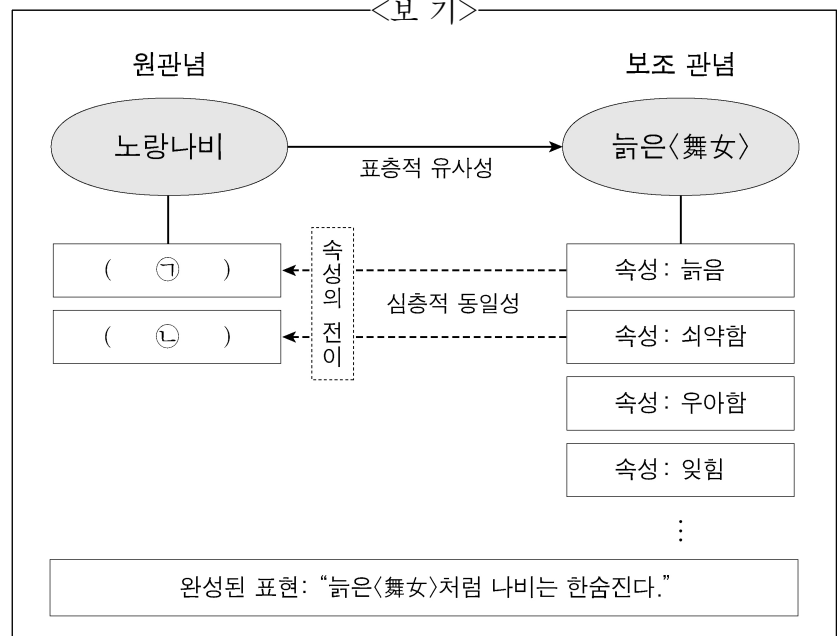 <보 기>
원관념 보조 관념
노랑나비 늙은〈舞女〉
표층적 유사성
( ㉠ ) 속성: 늙음
속성의 전이
심층적 동일성
( ㉡ ) 속성: 쇠약함
속성: 우아함
속성: 잊힘
⋮
완성된 표현: “늙은〈舞女〉처럼 나비는 한숨진다.”